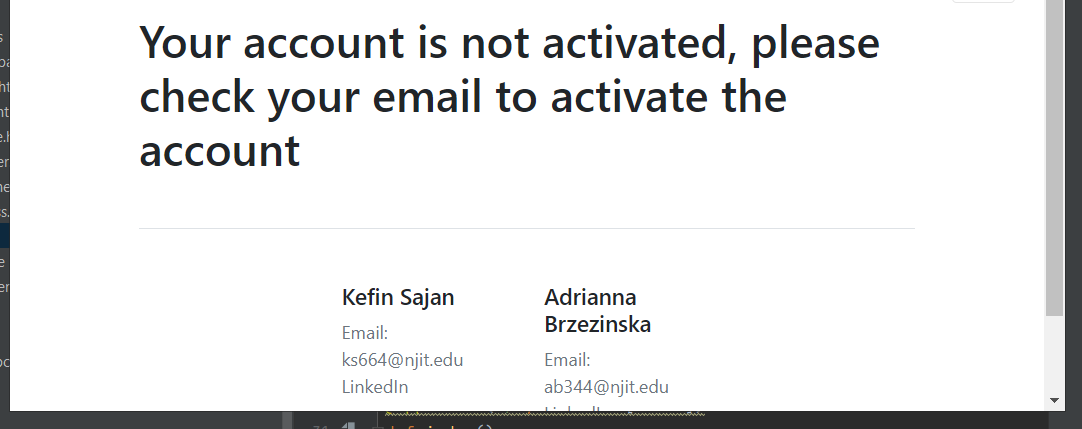 Your account is not activated, please
check your email to activate the
account
Kefin Sajan
Email:
ks664@njit.edu
LinkedIn
Adrianna
Brzezinska
Email:
ab344@njit.edu